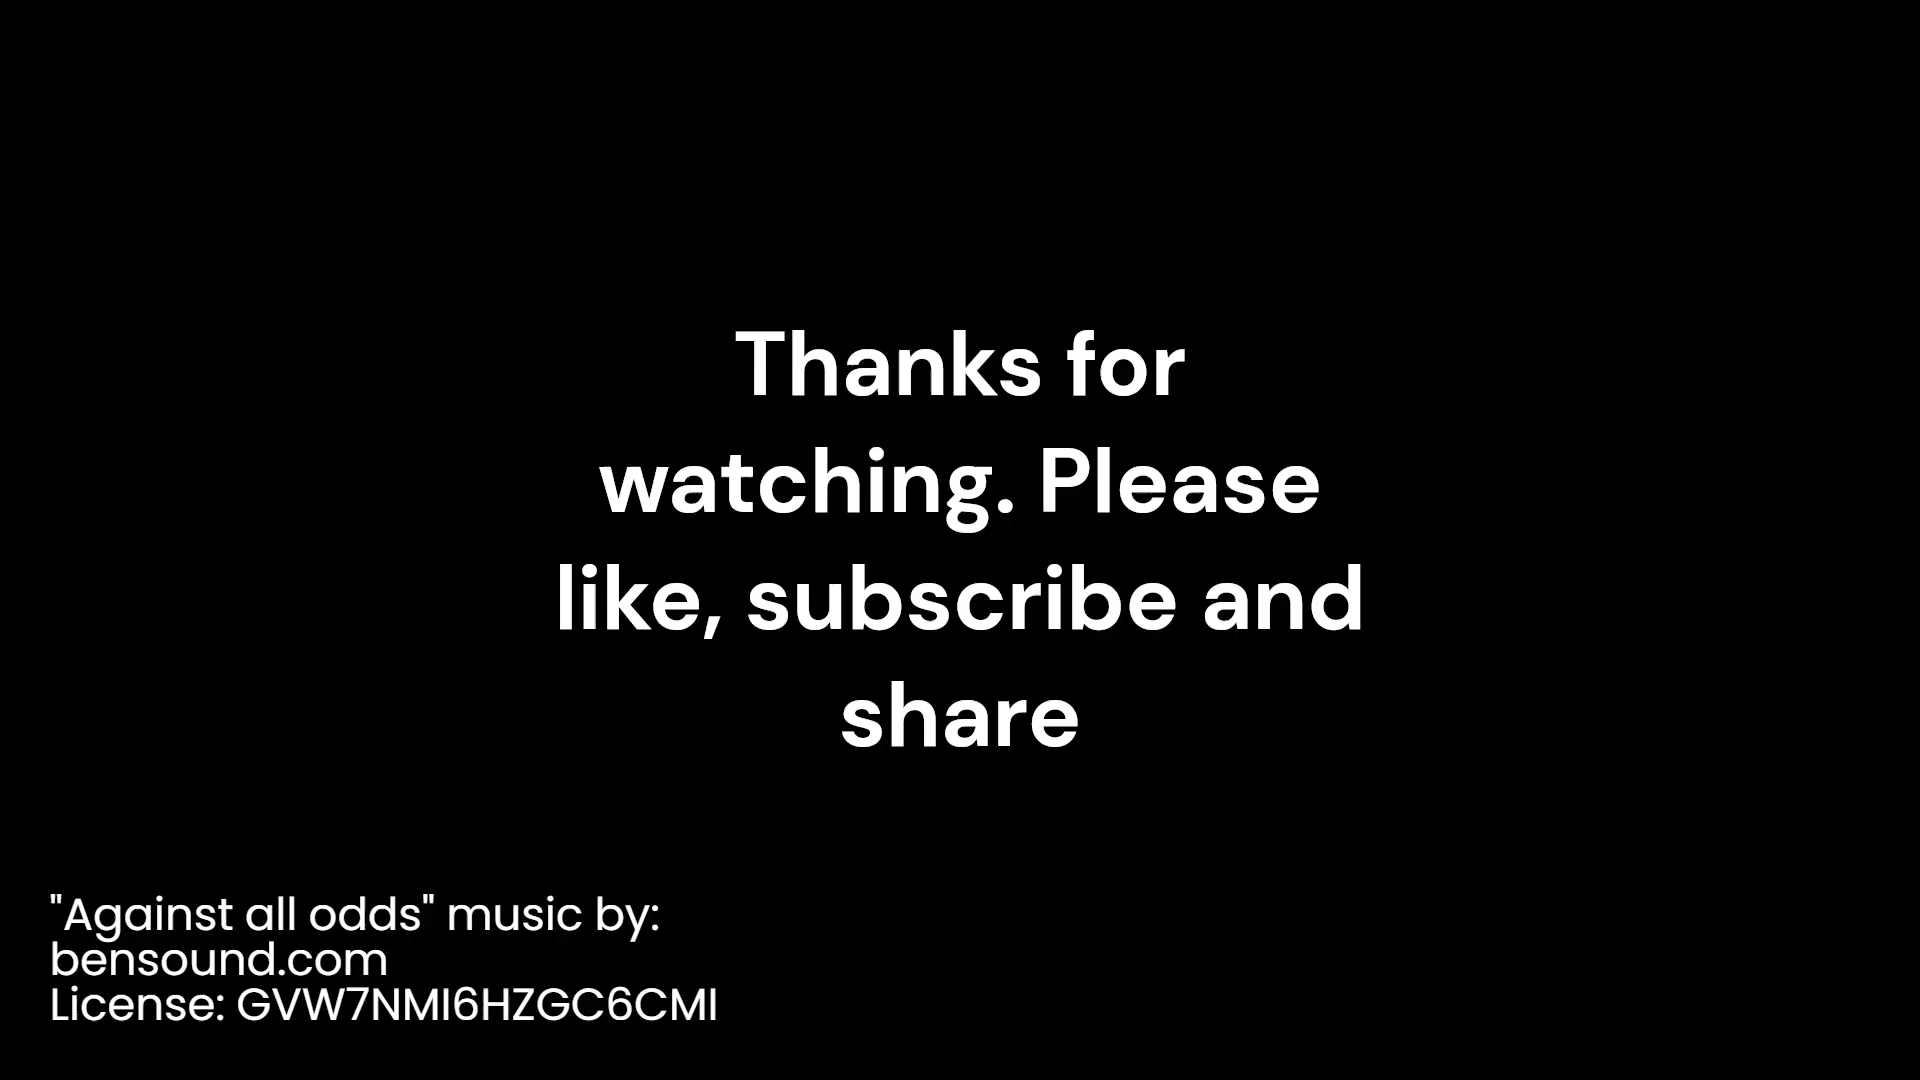 Thanks for
watching. Please
like, subscribe and
share
"Against all odds" music by:
bensound.com
License: GVW7NMI6HZGC6CMI